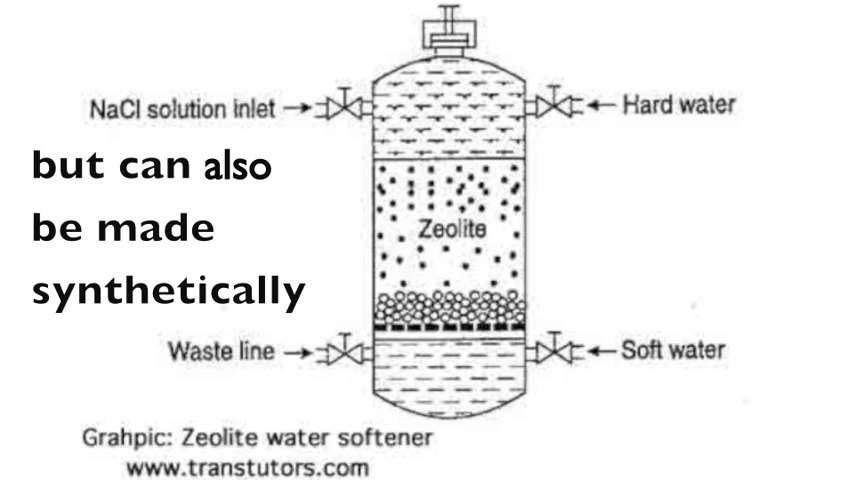 NaCl solution inlet
Hard water
but can also
be made
synthetically
Zeolite
Waste line
Soft water
Grahpic: Zeolite water softener
www.transtutors.com